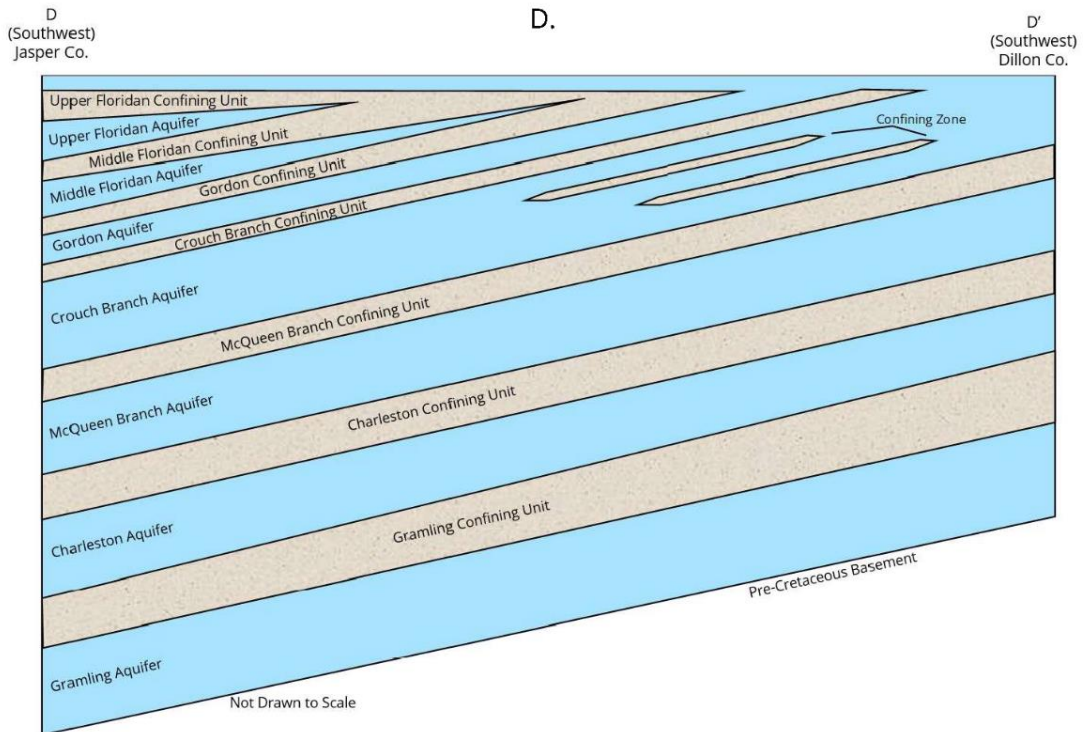 D
(Southwest)
Jasper Co.
D.
D'
(Southwest)
Dillon Co.
Upper Floridan Confining Unit
Upper Floridan Aquifer
Middle Floridan Confining Unit
Middle Floridan Aquifer
Gordon Confining Unit
Gordon Aquifer
Crouch Branch Confining Unit
Confining Zone
Crouch Branch Aquifer
McQueen Branch Confining Unit
McQueen Branch Aquifer
Charleston Confining Unit
Charleston Aquifer
Gramling Confining Unit
Gramling Aquifer
Pre-Cretaceous Basement
Not Drawn to Scale